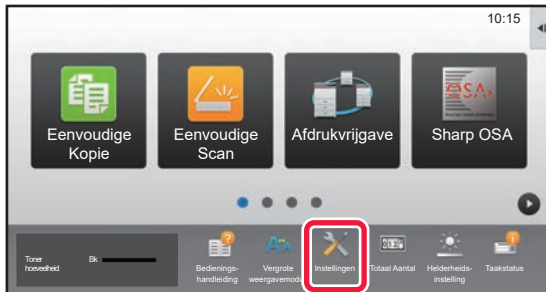 10:15
Eenvoudige
Kopie
Eenvoudige
Scan
Afdrukvrijgave
OSA
Sharp OSA
Toner
hoeveelheid
Bk
Bedienings-
handleiding
Vergrote
weergavemodus
Instellingen
Totaal Aantal
Helderheids-
instelling
Taakstatus